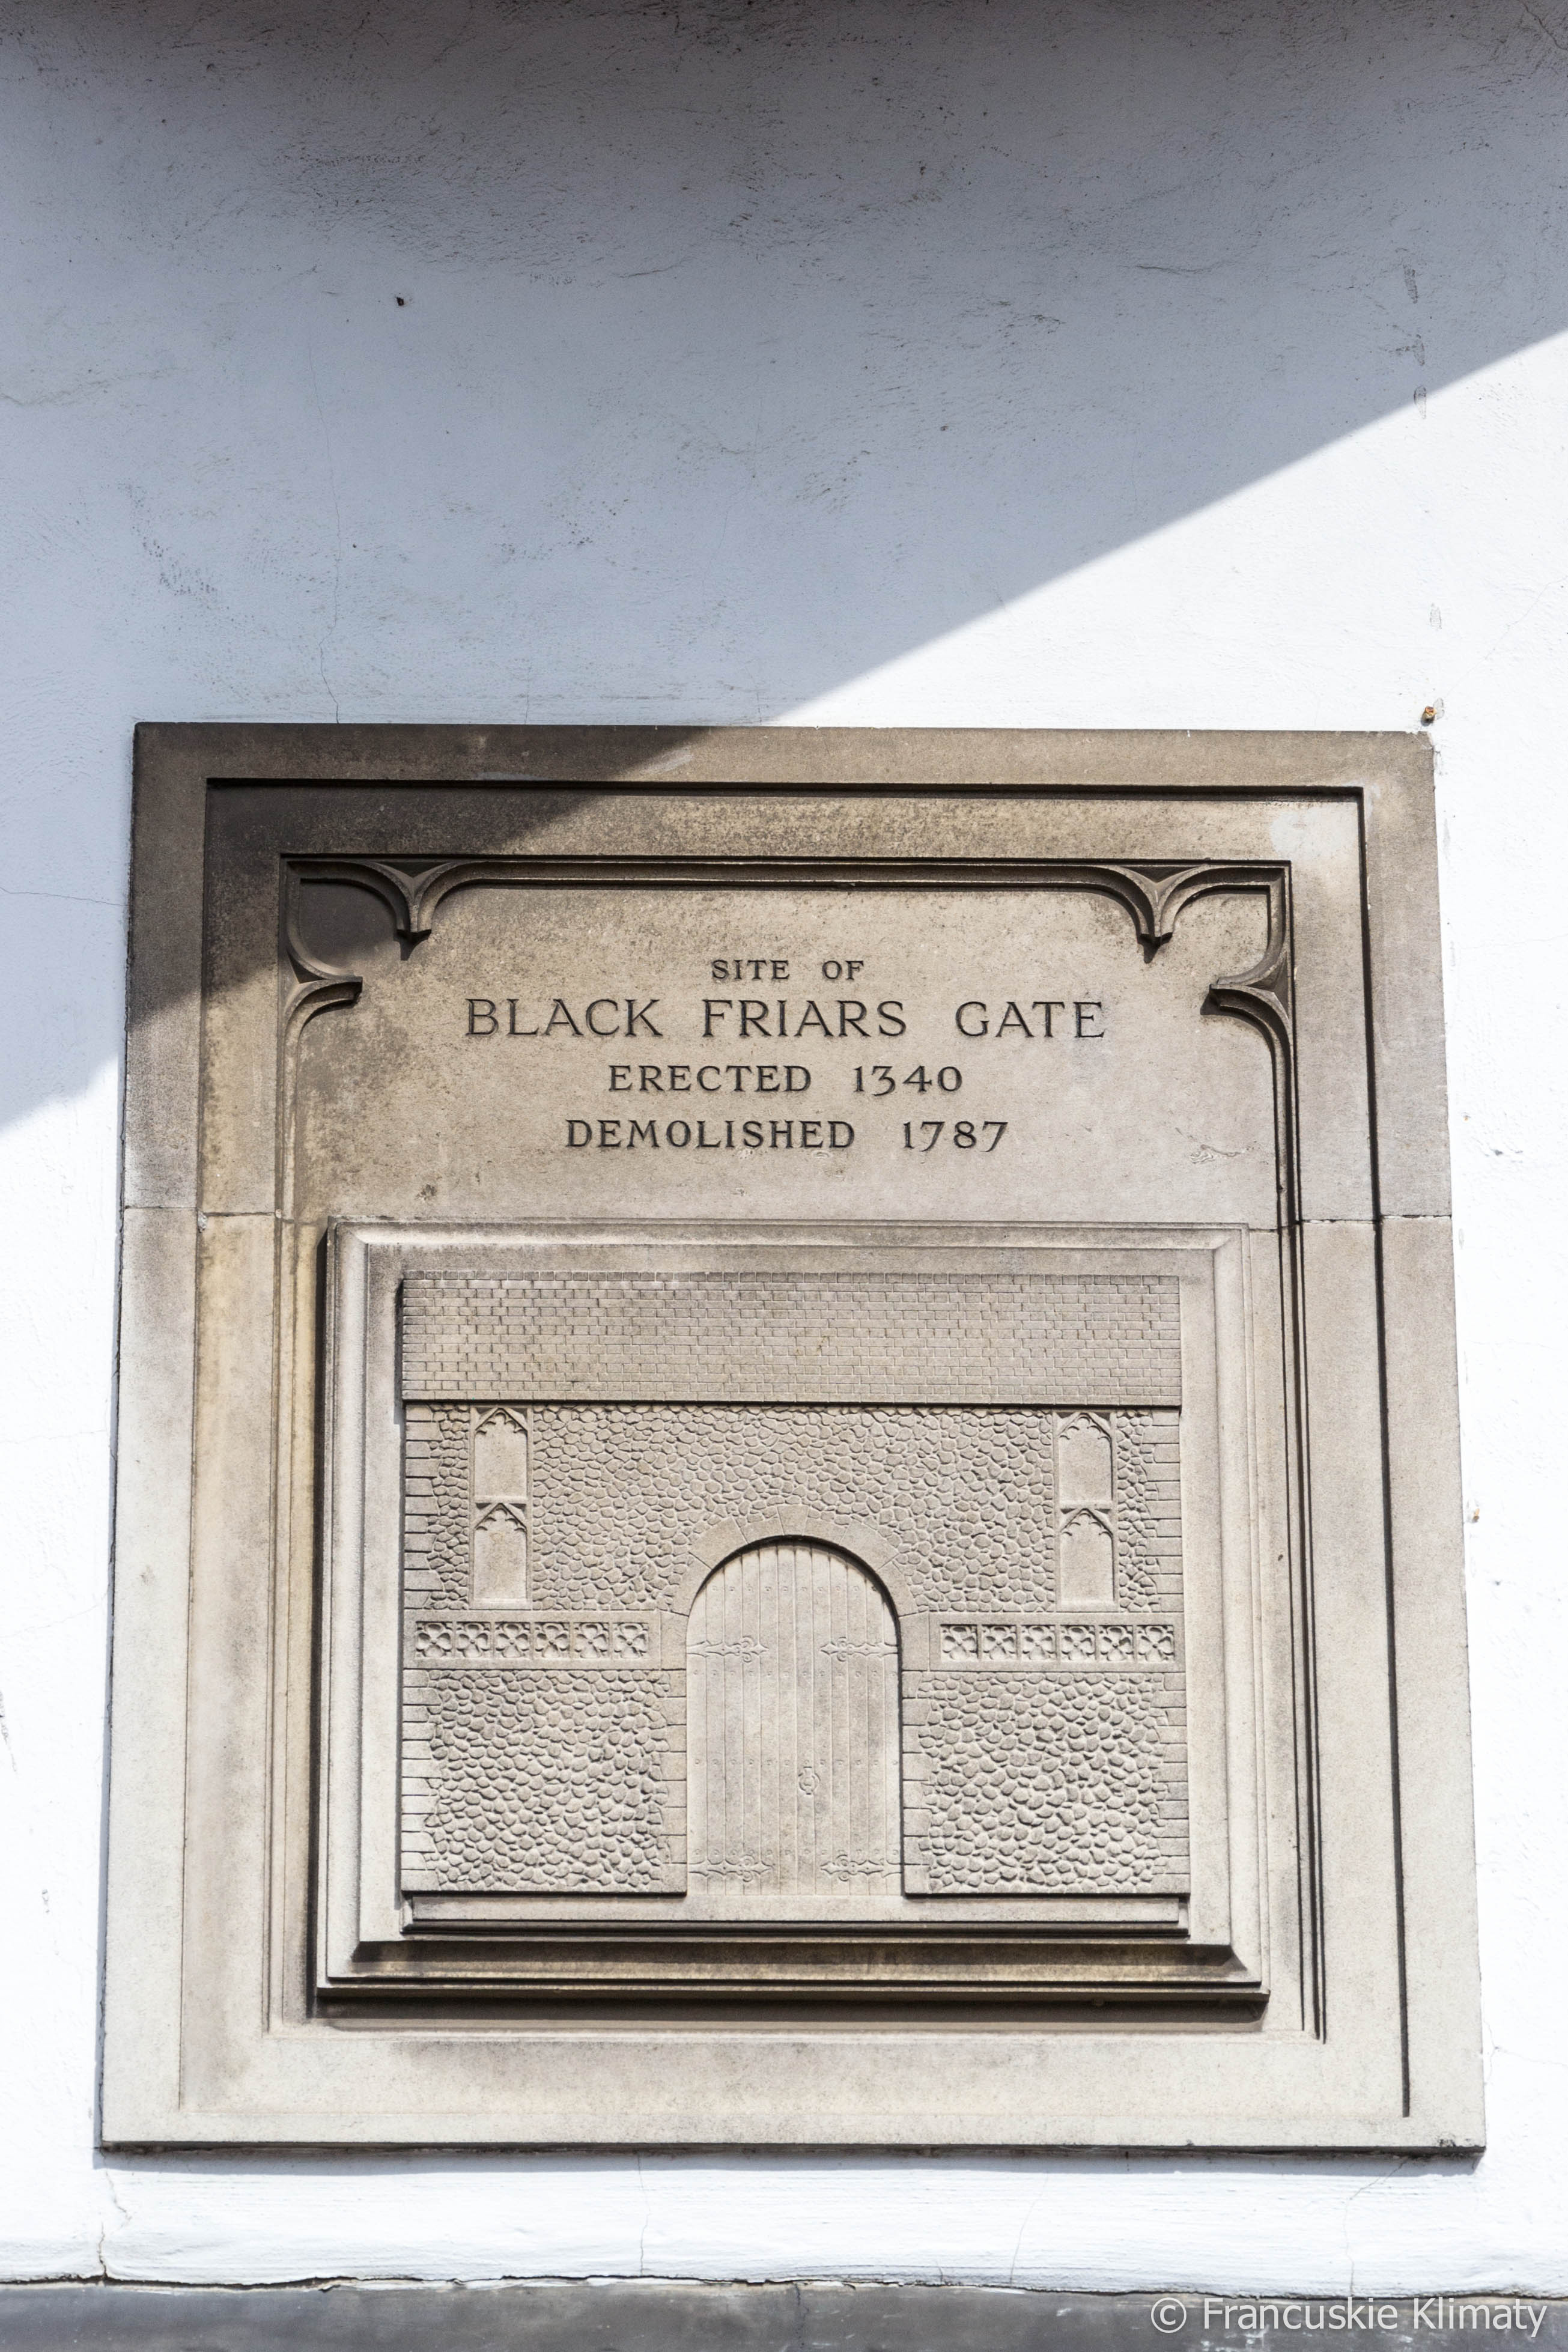 SITE OF
BLACK FRIARS GATE
ERECTED 1340
DEMOLISHED 1787
© Francuskie Klimaty